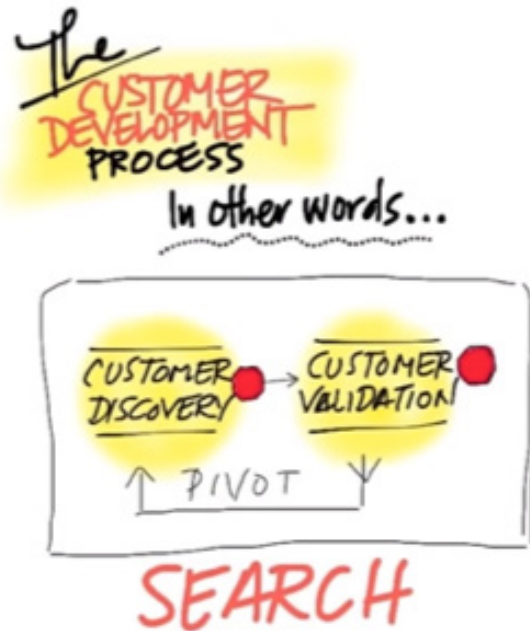 The
CUSTOMER
DEVELOPMENT
PROCESS
In other words...
CUSTOMER
DISCOVERY
CUSTOMER
VALIDATION
PIVOT
SEARCH